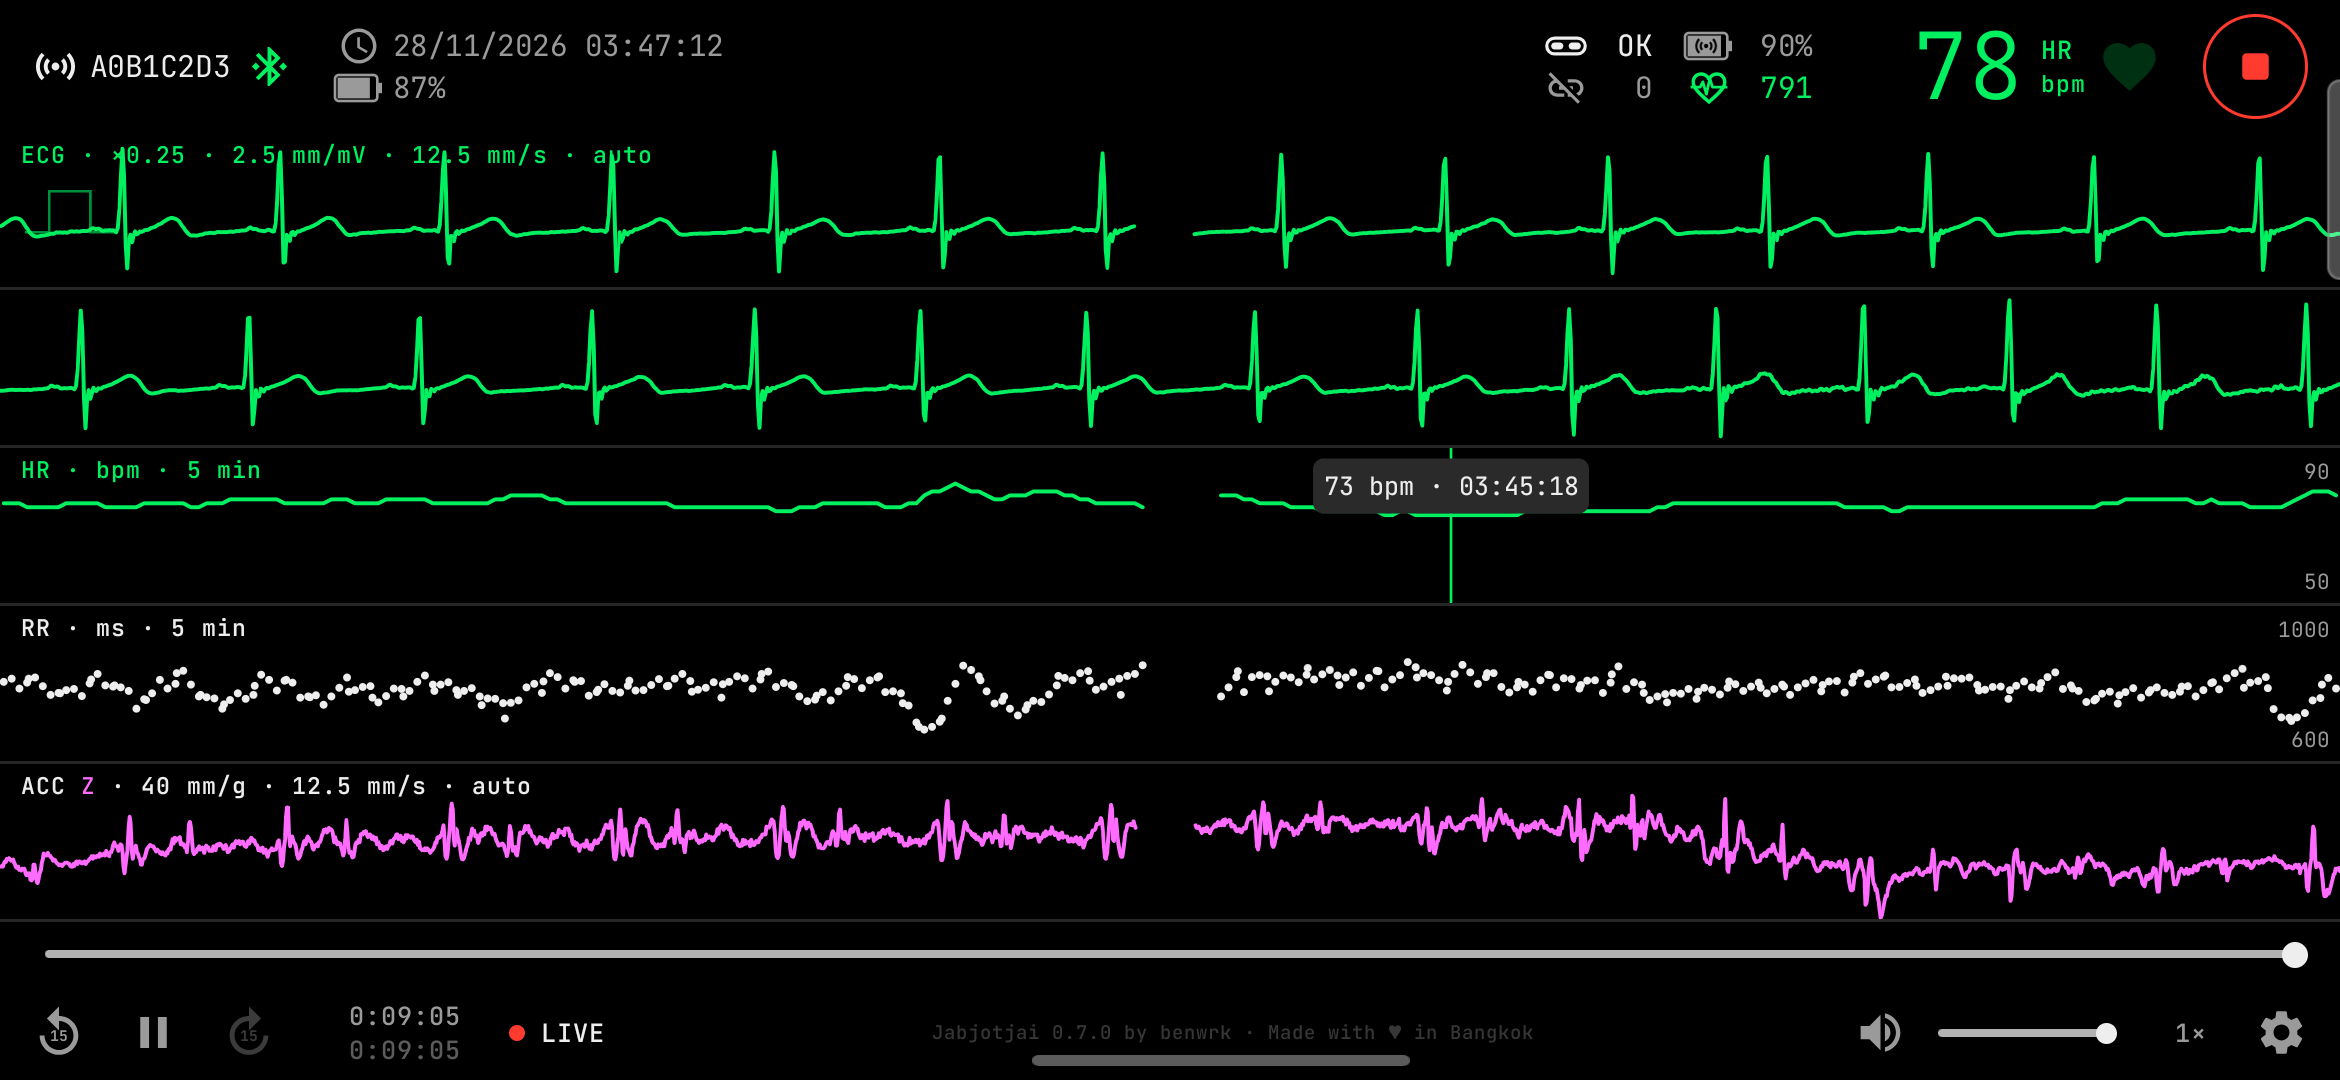 A0B1C2D3
28/11/2026 03:47:12
87%
OK 90%
0 791
78 HR bpm
ECG · ×0.25 · 2.5 mm/mV · 12.5 mm/s · auto
HR · bpm · 5 min
73 bpm · 03:45:18
90
50
RR · ms · 5 min
1000
600
ACC Z · 40 mm/g · 12.5 mm/s · auto
15
15
0:09:05
0:09:05
LIVE
Jabjotjai 0.7.0 by benwrk · Made with ♥ in Bangkok
1×